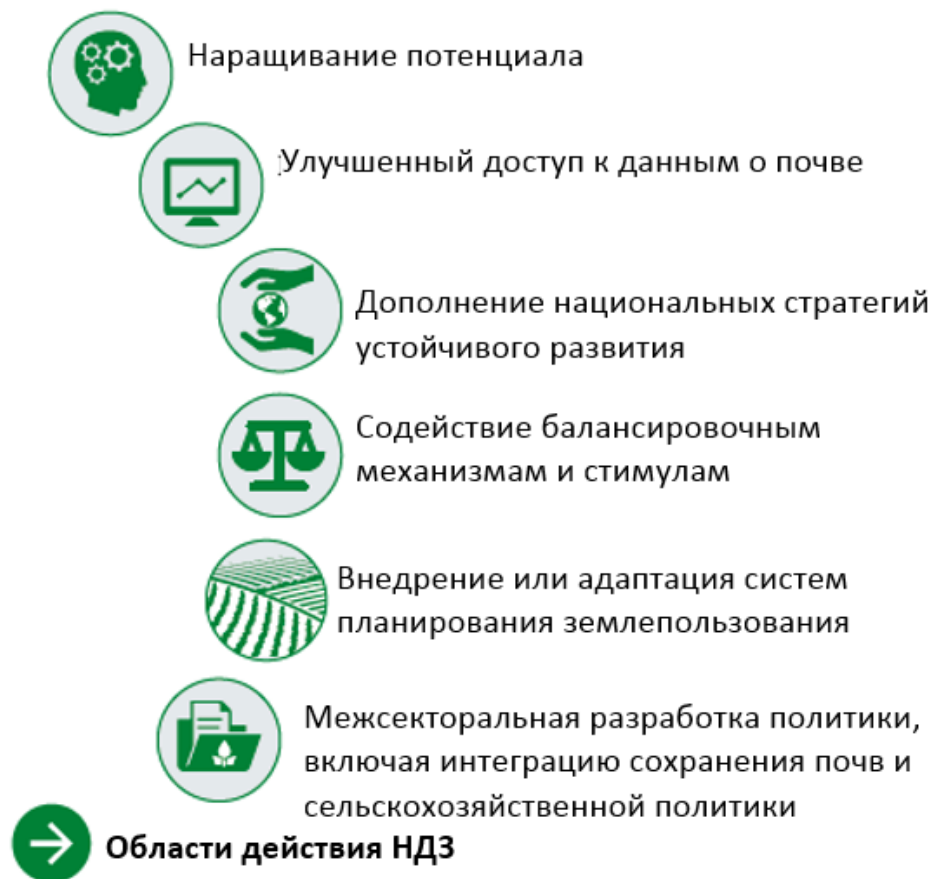 Наращивание потенциала
Улучшенный доступ к данным о почве
Дополнение национальных стратегий
устойчивого развития
Содействие балансировочным
механизмам и стимулам
Внедрение или адаптация систем
планирования землепользования
Межсекторальная разработка политики,
включая интеграцию сохранения почв и
сельскохозяйственной политики
Области действия НДЗ